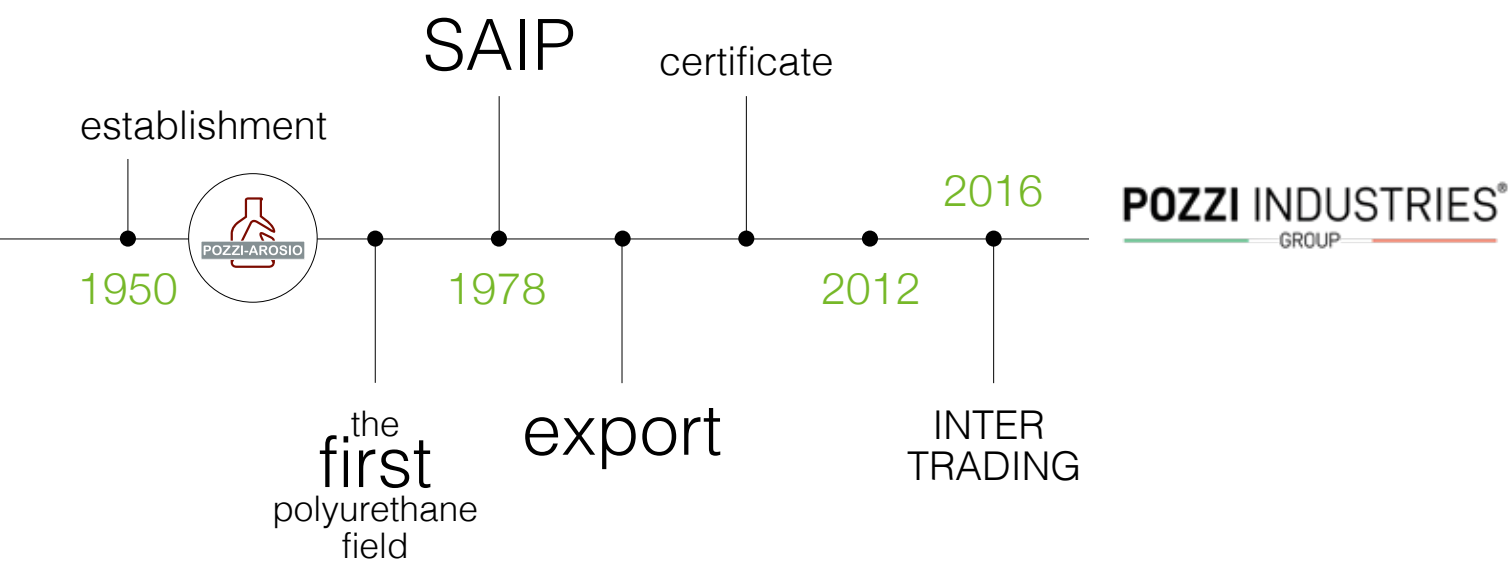 SAIP
certificate
establishment
2016
POZZI INDUSTRIES®
GROUP
POZZI-AROSIO
1950
1978
2012
the
first
polyurethane
field
export
INTER
TRADING